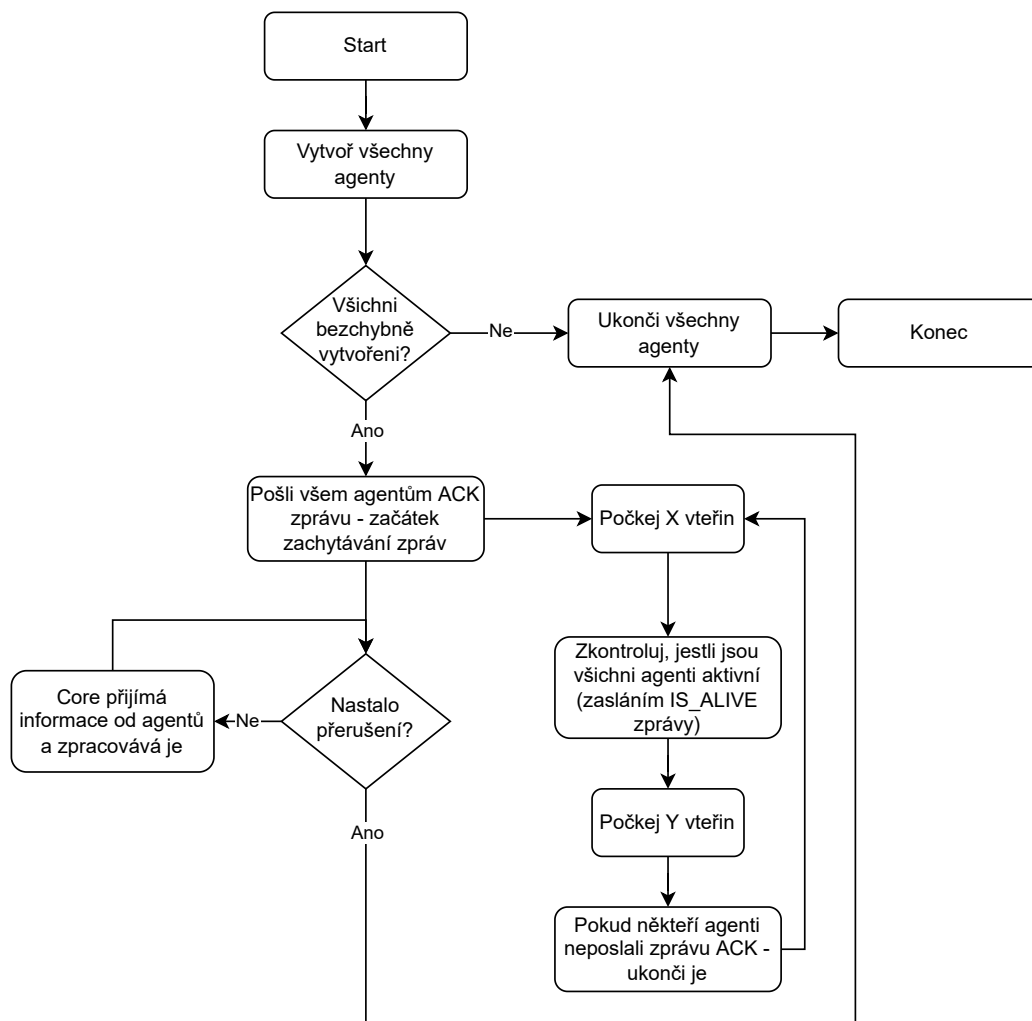 Start
Vytvoř všechny
agenty
Všichni
bezchybně
vytvořeni?
Ne
Ukonči všechny
agenty
Konec
Ano
Pošli všem agentům ACK
zprávu - začátek
zachytávání zpráv
Počkej X vteřin
Zkontroluj, jestli jsou
všichni agenti aktivní
(zasláním IS_ALIVE
zprávy)
Core přijímá
informace od agentů
a zpracovává je
Ne
Nastalo
přerušení?
Počkej Y vteřin
Ano
Pokud někteří agenti
neposlali zprávu ACK -
ukonči je